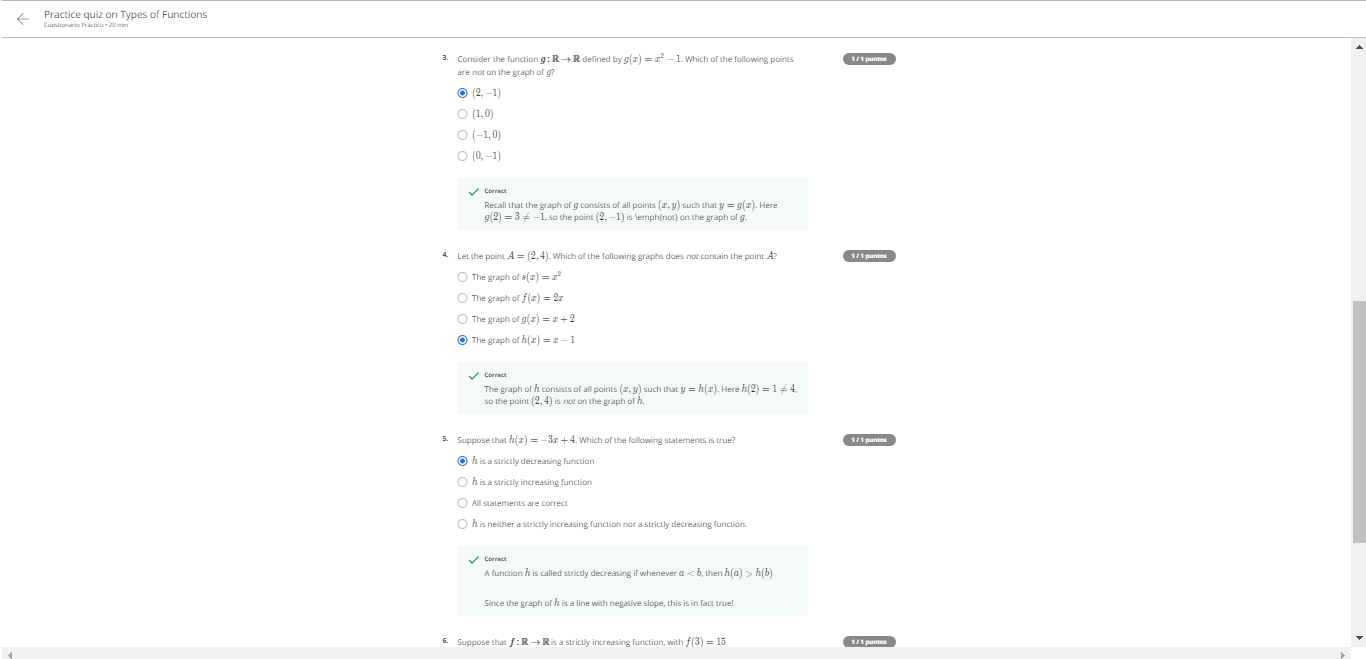 Practice quiz on Types of Functions
Cuestionario Práctico • 20 min
3. Consider the function g : ℝ → ℝ defined by g(x) = x² − 1. Which of the following points 1 / 1 puntos
are not on the graph of g?
(2, −1)
(1, 0)
(−1, 0)
(0, −1)
Correct
Recall that the graph of g consists of all points (x, y) such that y = g(x). Here
g(2) = 3 ≠ −1, so the point (2, −1) is \emph{not} on the graph of g.
4. Let the point A = (2, 4). Which of the following graphs does not contain the point A? 1 / 1 puntos
The graph of s(x) = x²
The graph of f(x) = 2x
The graph of g(x) = x + 2
The graph of h(x) = x − 1
Correct
The graph of h consists of all points (x, y) such that y = h(x). Here h(2) = 1 ≠ 4,
so the point (2, 4) is not on the graph of h.
5. Suppose that h(x) = −3x + 4. Which of the following statements is true? 1 / 1 puntos
h is a strictly decreasing function
h is a strictly increasing function
All statements are correct
h is neither a strictly increasing function nor a strictly decreasing function.
Correct
A function h is called strictly decreasing if whenever a < b, then h(a) > h(b)
Since the graph of h is a line with negative slope, this is in fact true!
6. Suppose that f : ℝ → ℝ is a strictly increasing function, with f(3) = 15 1 / 1 puntos